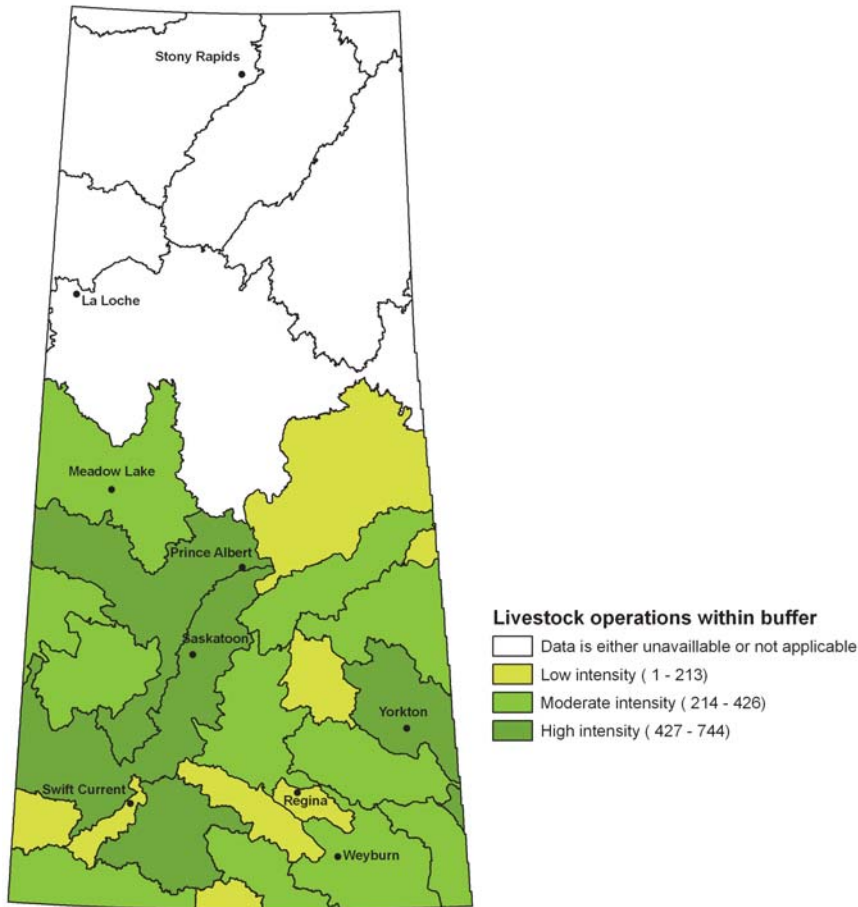 Stony Rapids
La Loche
Meadow Lake
Prince Albert
Livestock operations within buffer
Data is either unavaillable or not applicable
Saskatoon
Low intensity ( 1 - 213)
Moderate intensity ( 214 - 426)
Yorkton
High intensity ( 427 - 744)
Swift Current
Regina
Weyburn